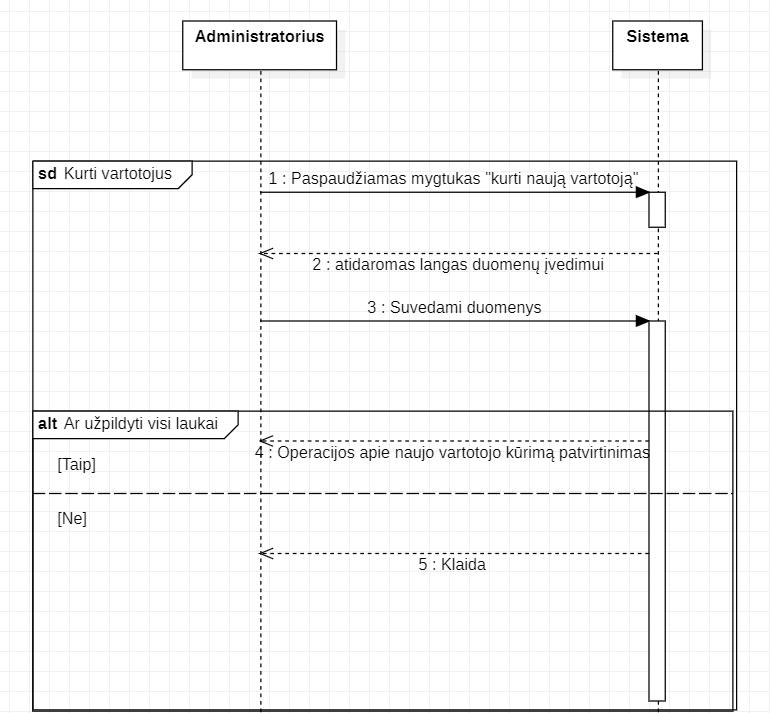 Administratorius
Sistema
sd Kurti vartotojus
1 : Paspaudžiamas mygtukas "kurti naują vartotoją"
2 : atidaromas langas duomenų įvedimui
3 : Suvedami duomenys
alt Ar užpildyti visi laukai
4 : Operacijos apie naujo vartotojo kūrimą patvirtinimas
[Taip]
[Ne]
5 : Klaida